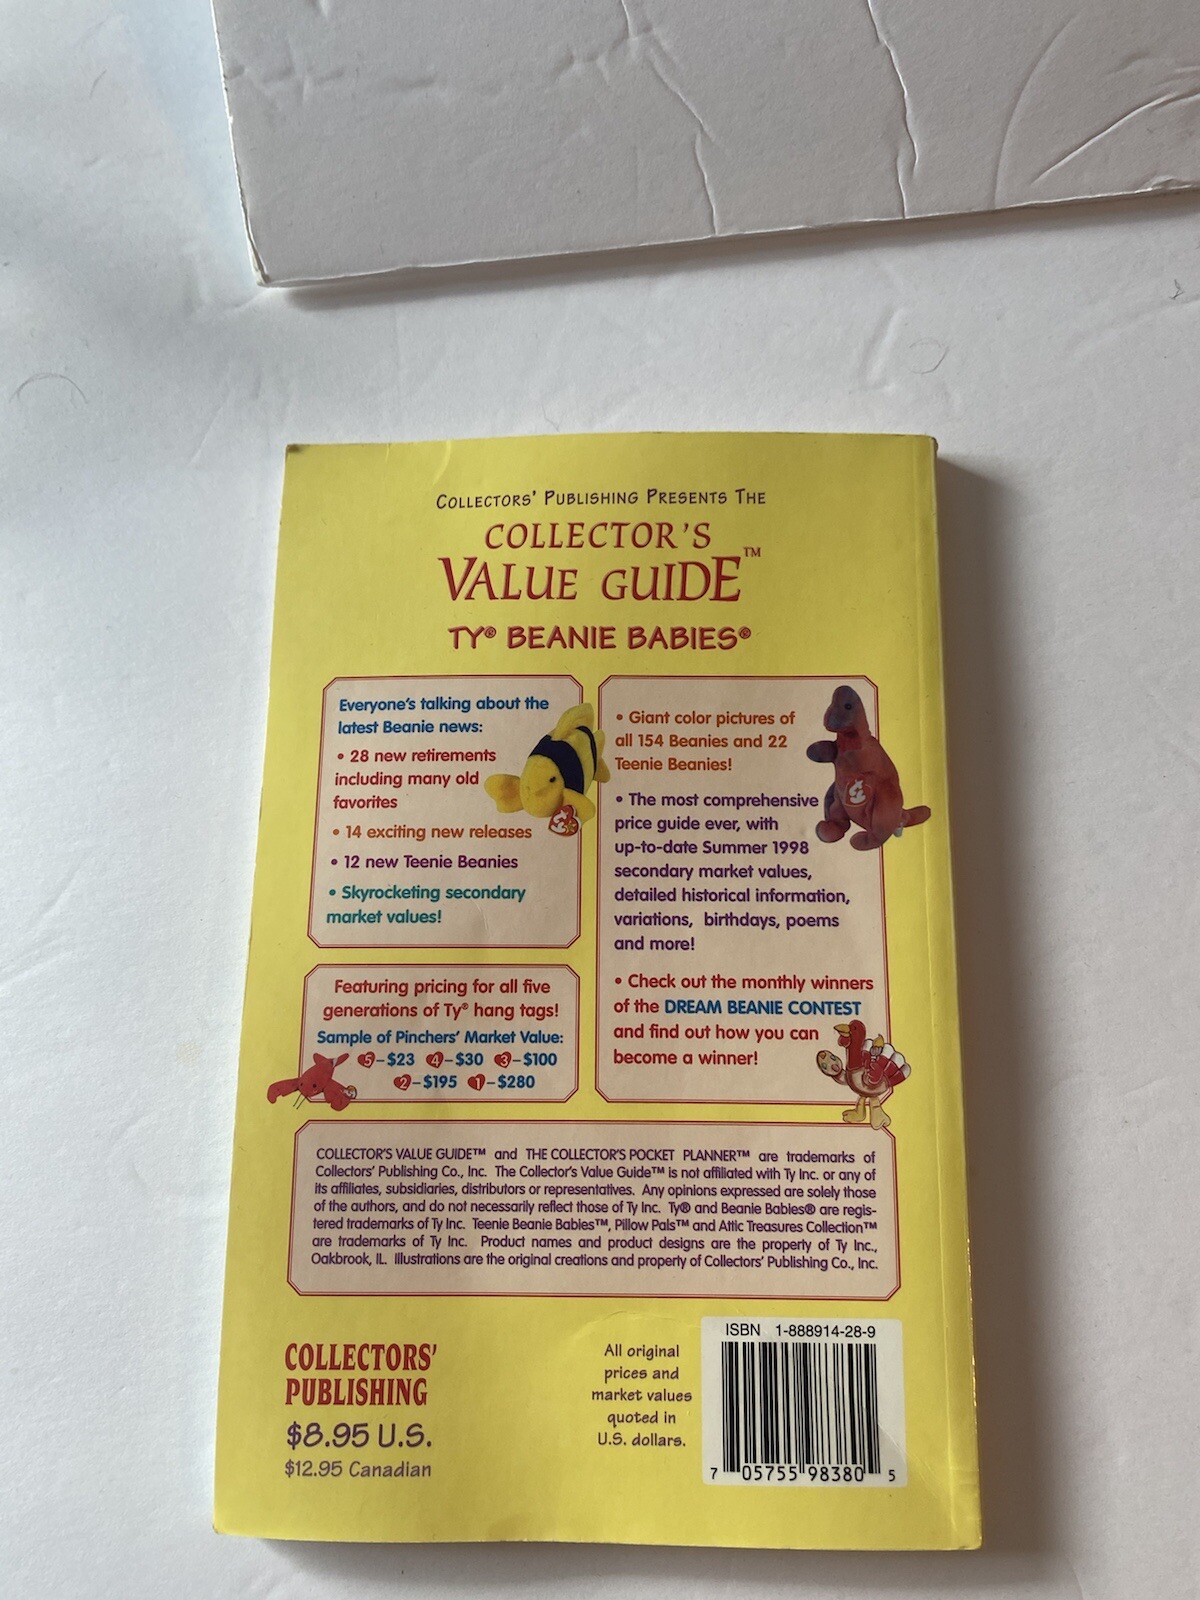 COLLECTORS' PUBLISHING PRESENTS THE
COLLECTOR'S
VALUE GUIDE™
TY® BEANIE BABIES®
Everyone's talking about the
latest Beanie news:
• 28 new retirements
including many old
favorites
• 14 exciting new releases
• 12 new Teenie Beanies
• Skyrocketing secondary
market values!
Featuring pricing for all five
generations of Ty® hang tags!
Sample of Pinchers' Market Value:
5–$23 4–$30 3–$100
2–$195 1–$280
• Giant color pictures of
all 154 Beanies and 22
Teenie Beanies!
• The most comprehensive
price guide ever, with
up-to-date Summer 1998
secondary market values,
detailed historical information,
variations, birthdays, poems
and more!
• Check out the monthly winners
of the DREAM BEANIE CONTEST
and find out how you can
become a winner!
COLLECTOR'S VALUE GUIDE™ and THE COLLECTOR'S POCKET PLANNER™ are trademarks of
Collectors' Publishing Co., Inc. The Collector's Value Guide™ is not affiliated with Ty Inc. or any of
its affiliates, subsidiaries, distributors or representatives. Any opinions expressed are solely those
of the authors, and do not necessarily reflect those of Ty Inc. Ty® and Beanie Babies® are regis-
tered trademarks of Ty Inc. Teenie Beanie Babies™, Pillow Pals™ and Attic Treasures Collection™
are trademarks of Ty Inc. Product names and product designs are the property of Ty Inc.,
Oakbrook, IL. Illustrations are the original creations and property of Collectors' Publishing Co., Inc.
COLLECTORS'
PUBLISHING
$8.95 U.S.
$12.95 Canadian
All original
prices and
market values
quoted in
U.S. dollars.
ISBN 1-888914-28-9
7 05755 98380 5